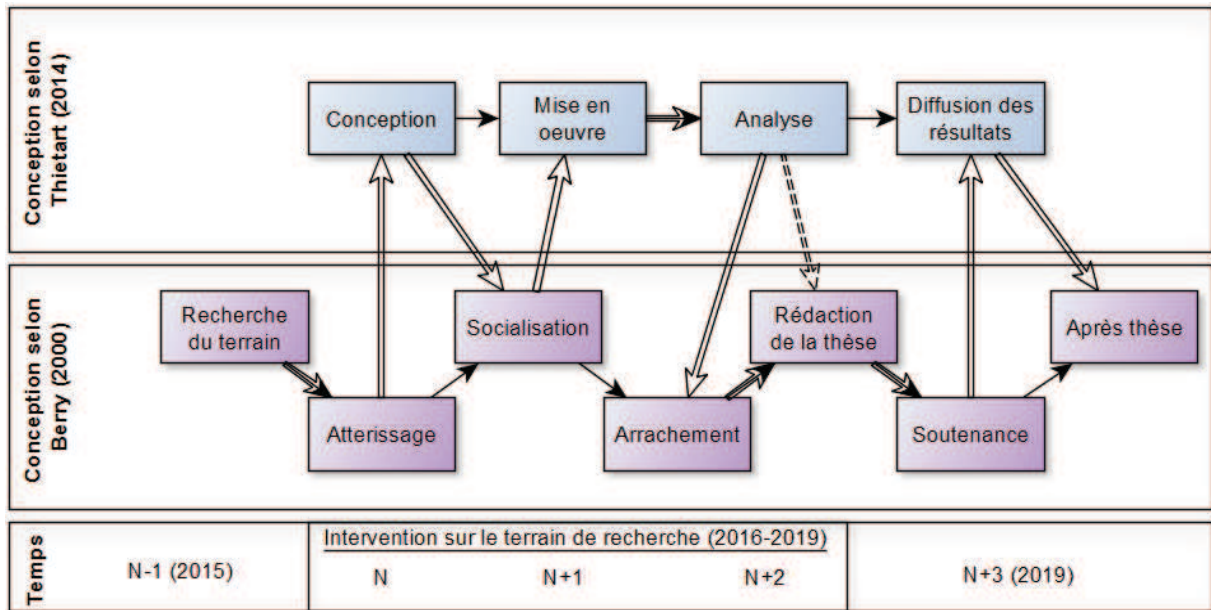 Conception selon
Thietart (2014)
Conception
Mise en
oeuvre
Analyse
Diffusion des
résultats
Conception selon
Berry (2000)
Recherche
du terrain
Atterissage
Socialisation
Arrachement
Rédaction
de la thèse
Soutenance
Après thèse
Temps
N-1 (2015)
Intervention sur le terrain de recherche (2016-2019)
N
N+1
N+2
N+3 (2019)